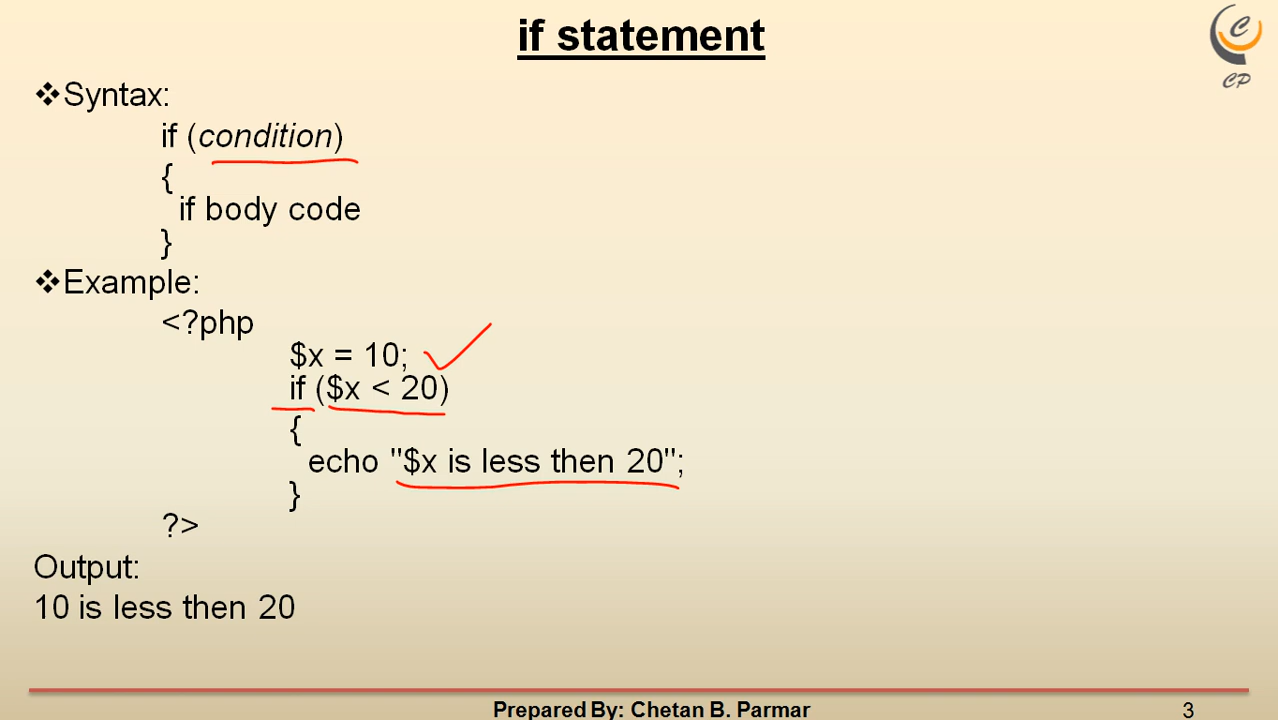 if statement
C
CP
❖Syntax:
if (condition)
{
if body code
}
❖Example:
<?php
$x = 10;
if ($x < 20)
{
echo "$x is less then 20";
}
?>
Output:
10 is less then 20
Prepared By: Chetan B. Parmar
3